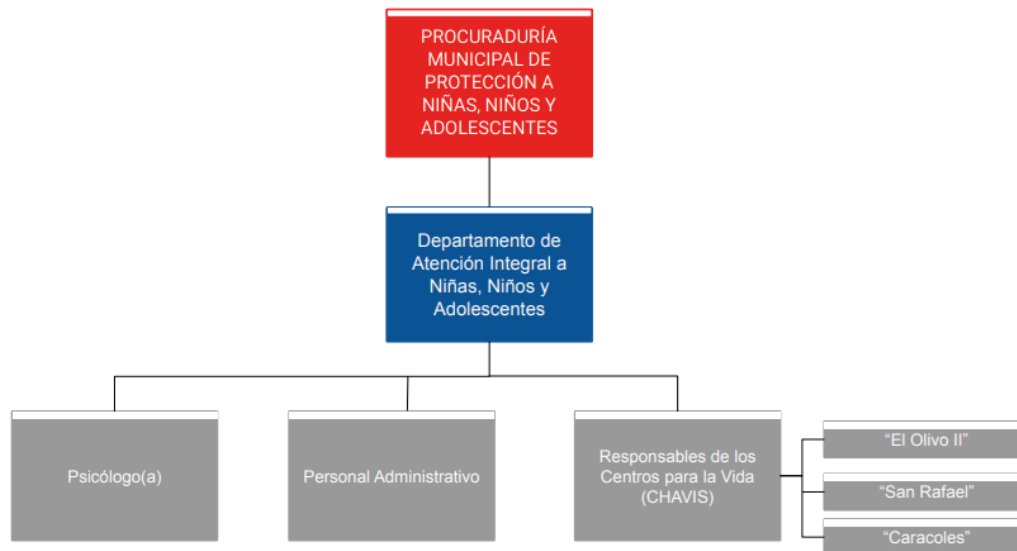 PROCURADURÍA
MUNICIPAL DE
PROTECCIÓN A
NIÑAS, NIÑOS Y
ADOLESCENTES
Departamento de
Atención Integral a
Niñas, Niños y
Adolescentes
Psicólogo(a)
Personal Administrativo
Responsables de los
Centros para la Vida
(CHAVIS)
“El Olivo II”
“San Rafael”
“Caracoles”